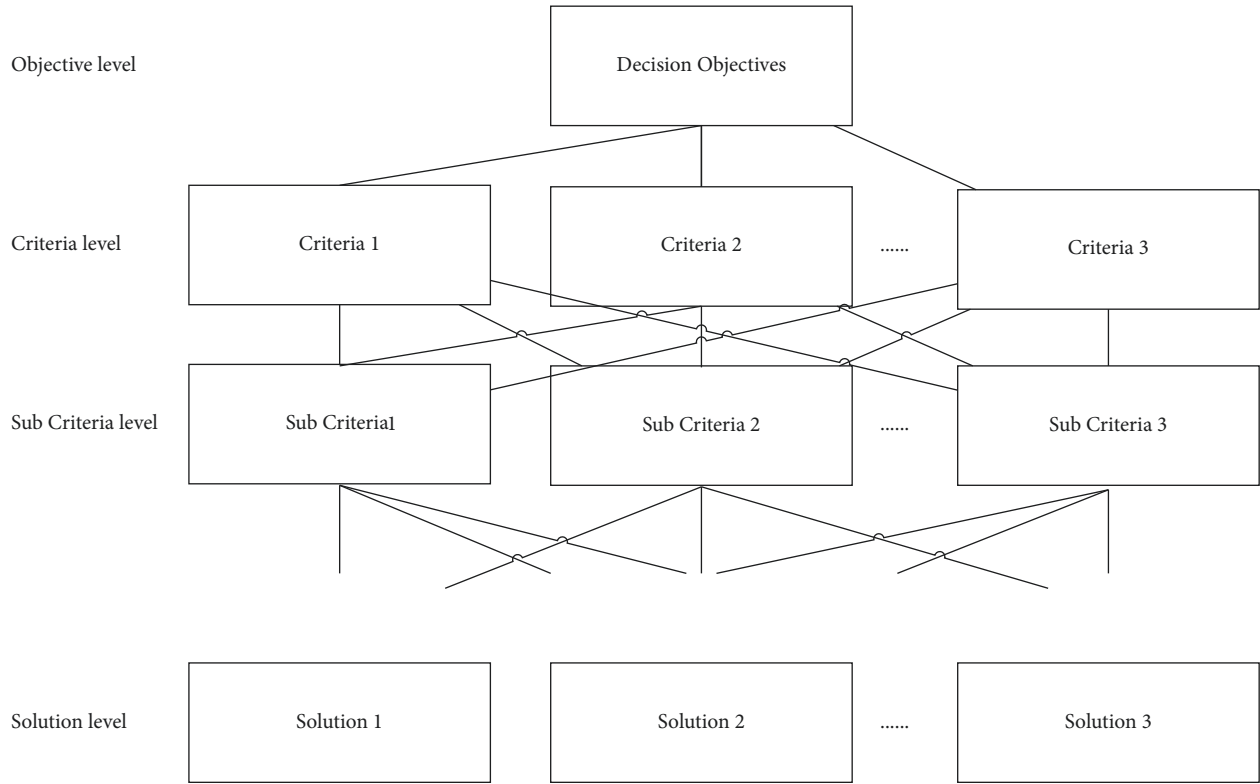 Objective level
Decision Objectives
Criteria level
Criteria 1
Criteria 2
......
Criteria 3
Sub Criteria level
Sub Criteria1
Sub Criteria 2
......
Sub Criteria 3
Solution level
Solution 1
Solution 2
......
Solution 3